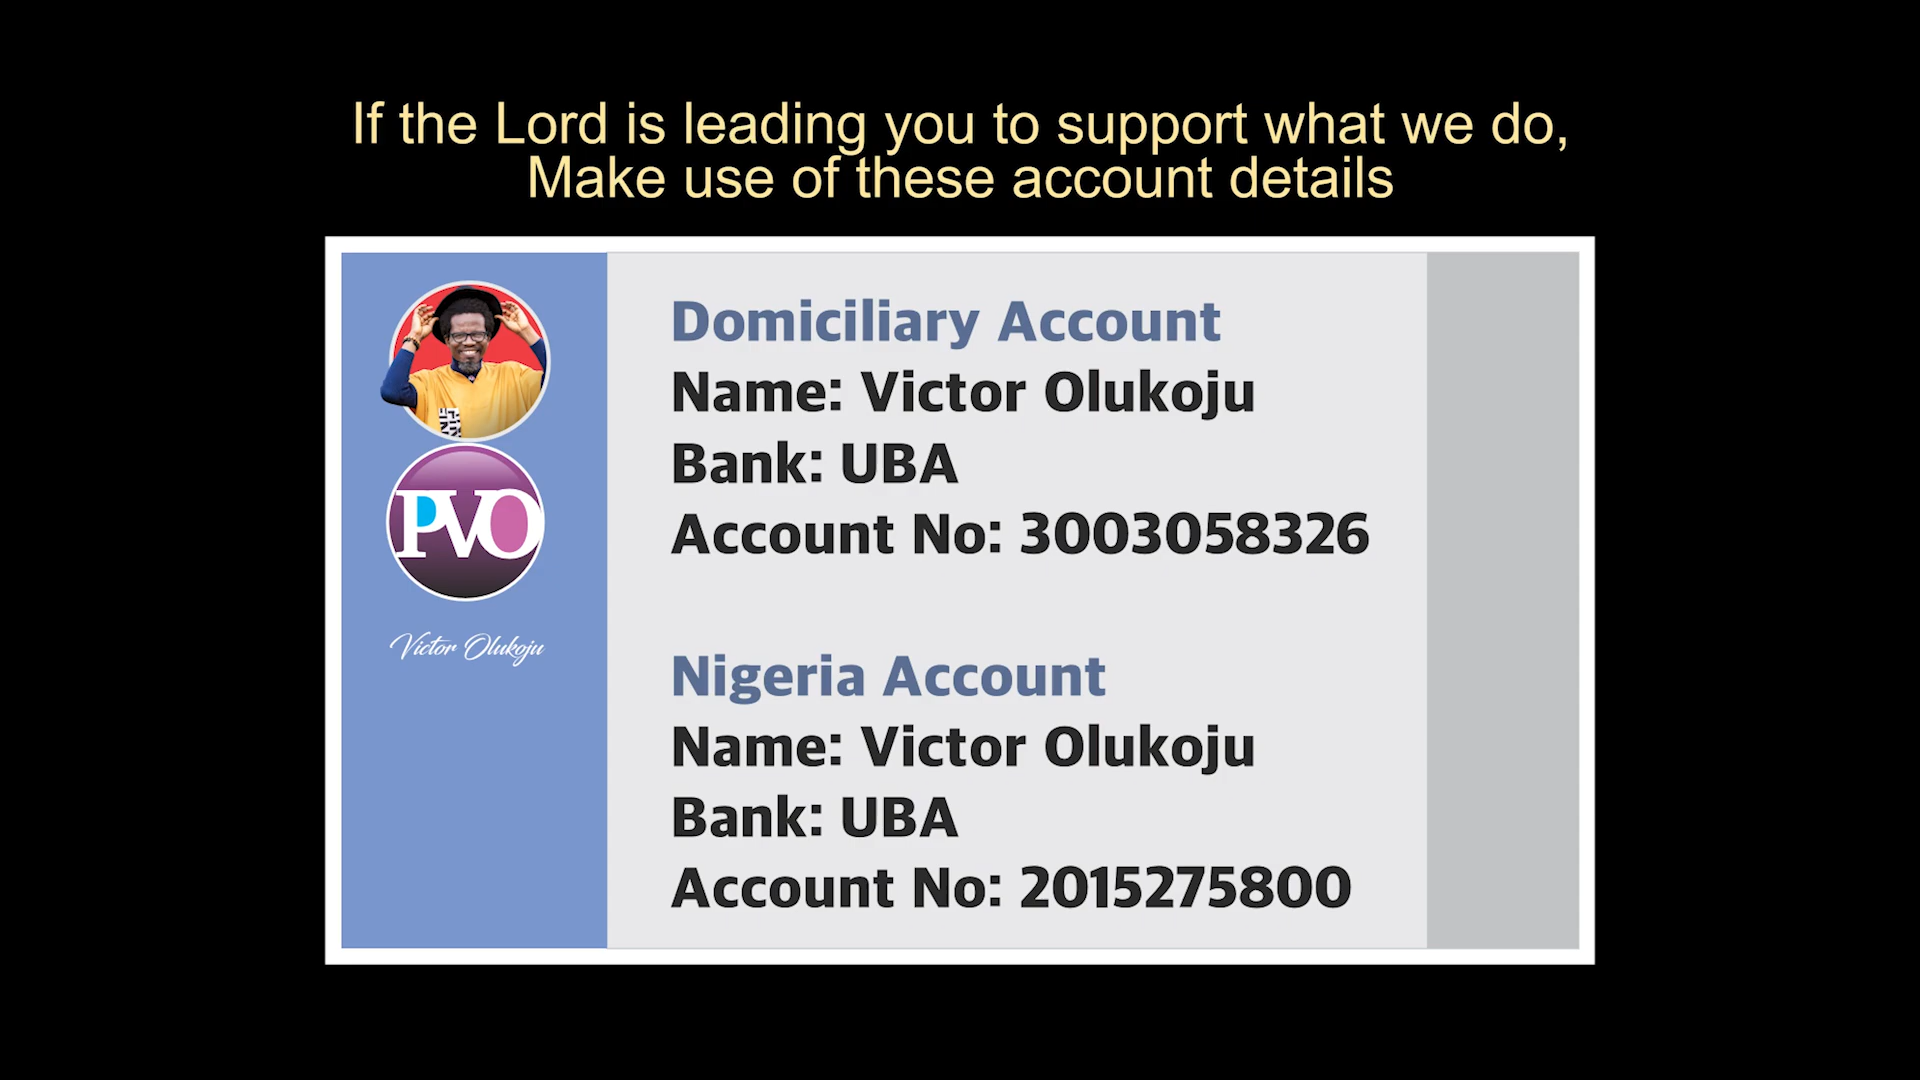 If the Lord is leading you to support what we do,
Make use of these account details
PVO
Victor Olukoju
Domiciliary Account
Name: Victor Olukoju
Bank: UBA
Account No: 3003058326
Nigeria Account
Name: Victor Olukoju
Bank: UBA
Account No: 2015275800